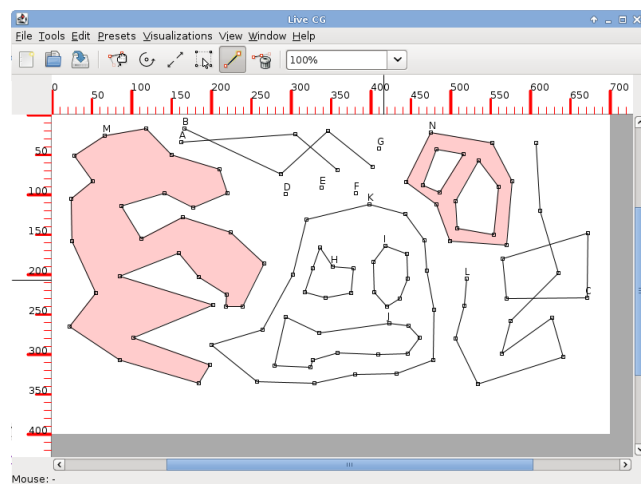 Live CG
File Tools Edit Presets Visualizations View Window Help
100%
0 100 200 300 400 500 600 700
50 150 250 350 450 550 650
50
100
150
200
250
300
350
400
M B N
A
G
D E F
K
I
H
L
C
J
Mouse: -